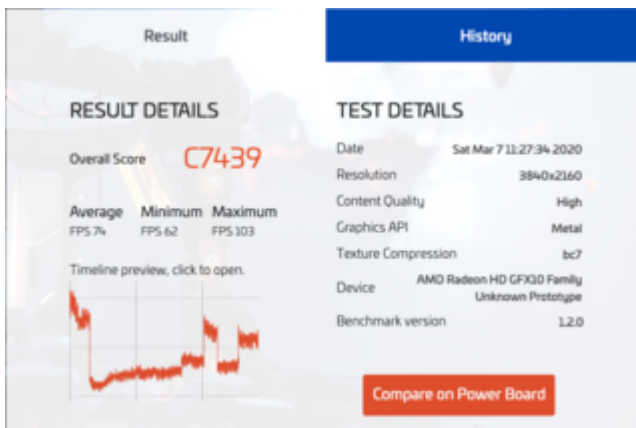 Result
History
RESULT DETAILS
Overall Score C7439
Average Minimum Maximum
FPS 74 FPS 62 FPS 103
Timeline preview, click to open.
TEST DETAILS
Date Sat Mar 7 11:27:34 2020
Resolution 3840x2160
Content Quality High
Graphics API Metal
Texture Compression bc7
Device AMD Radeon HD GFX10 Family
Unknown Prototype
Benchmark version 1.2.0
Compare on Power Board